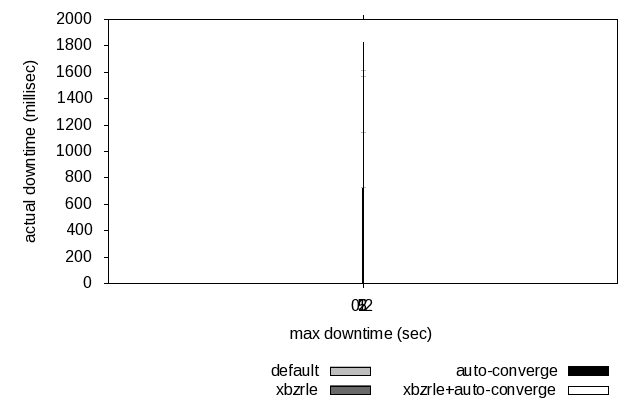 2000
1800
1600
1400
1200
1000
800
600
400
200
0
actual downtime (millisec)
max downtime (sec)
default
auto-converge
xbzrle
xbzrle+auto-converge